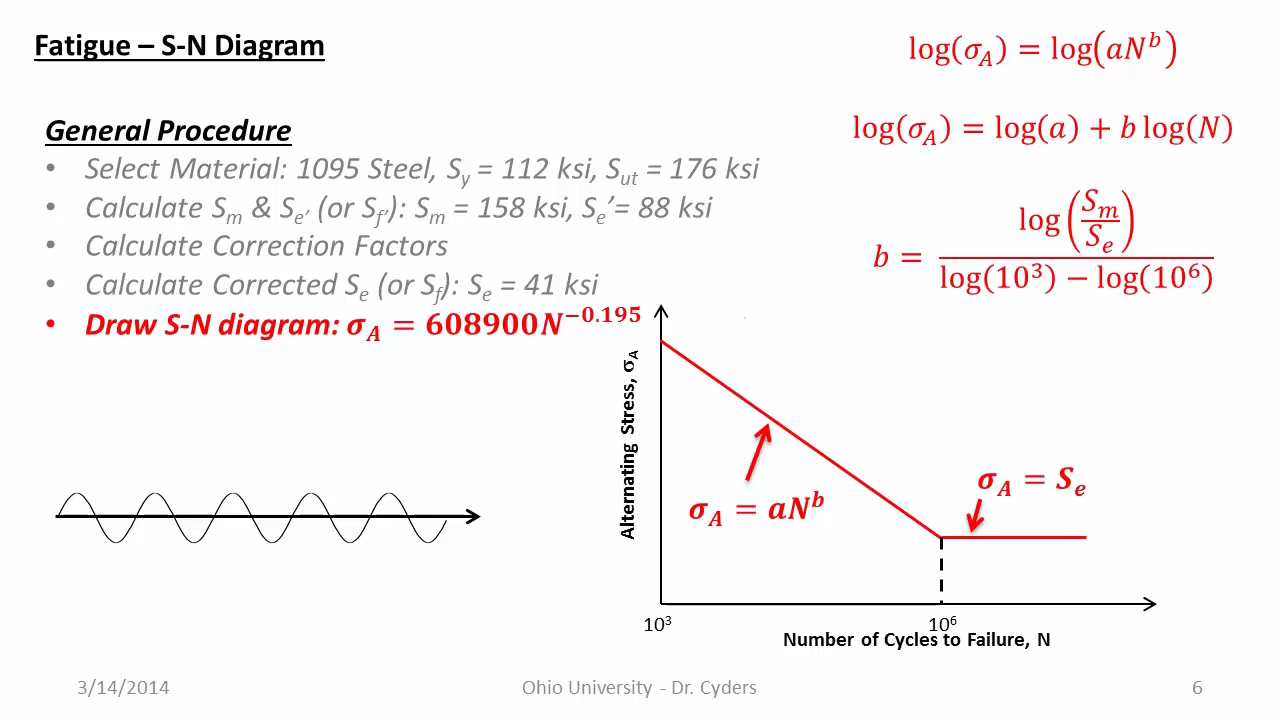 Fatigue – S-N Diagram
log(σ_A) = log(aN^b)
General Procedure
log(σ_A) = log(a) + b log(N)
• Select Material: 1095 Steel, S_y = 112 ksi, S_ut = 176 ksi
• Calculate S_m & S_e’ (or S_f’): S_m = 158 ksi, S_e’= 88 ksi
• Calculate Correction Factors
• Calculate Corrected S_e (or S_f): S_e = 41 ksi
• Draw S-N diagram: σ_A = 608900N^−0.195
b = log(S_m/S_e) / (log(10^3) − log(10^6))
Alternating Stress, σ_A
σ_A = aN^b
σ_A = S_e
10^3
10^6
Number of Cycles to Failure, N
3/14/2014
Ohio University - Dr. Cyders
6